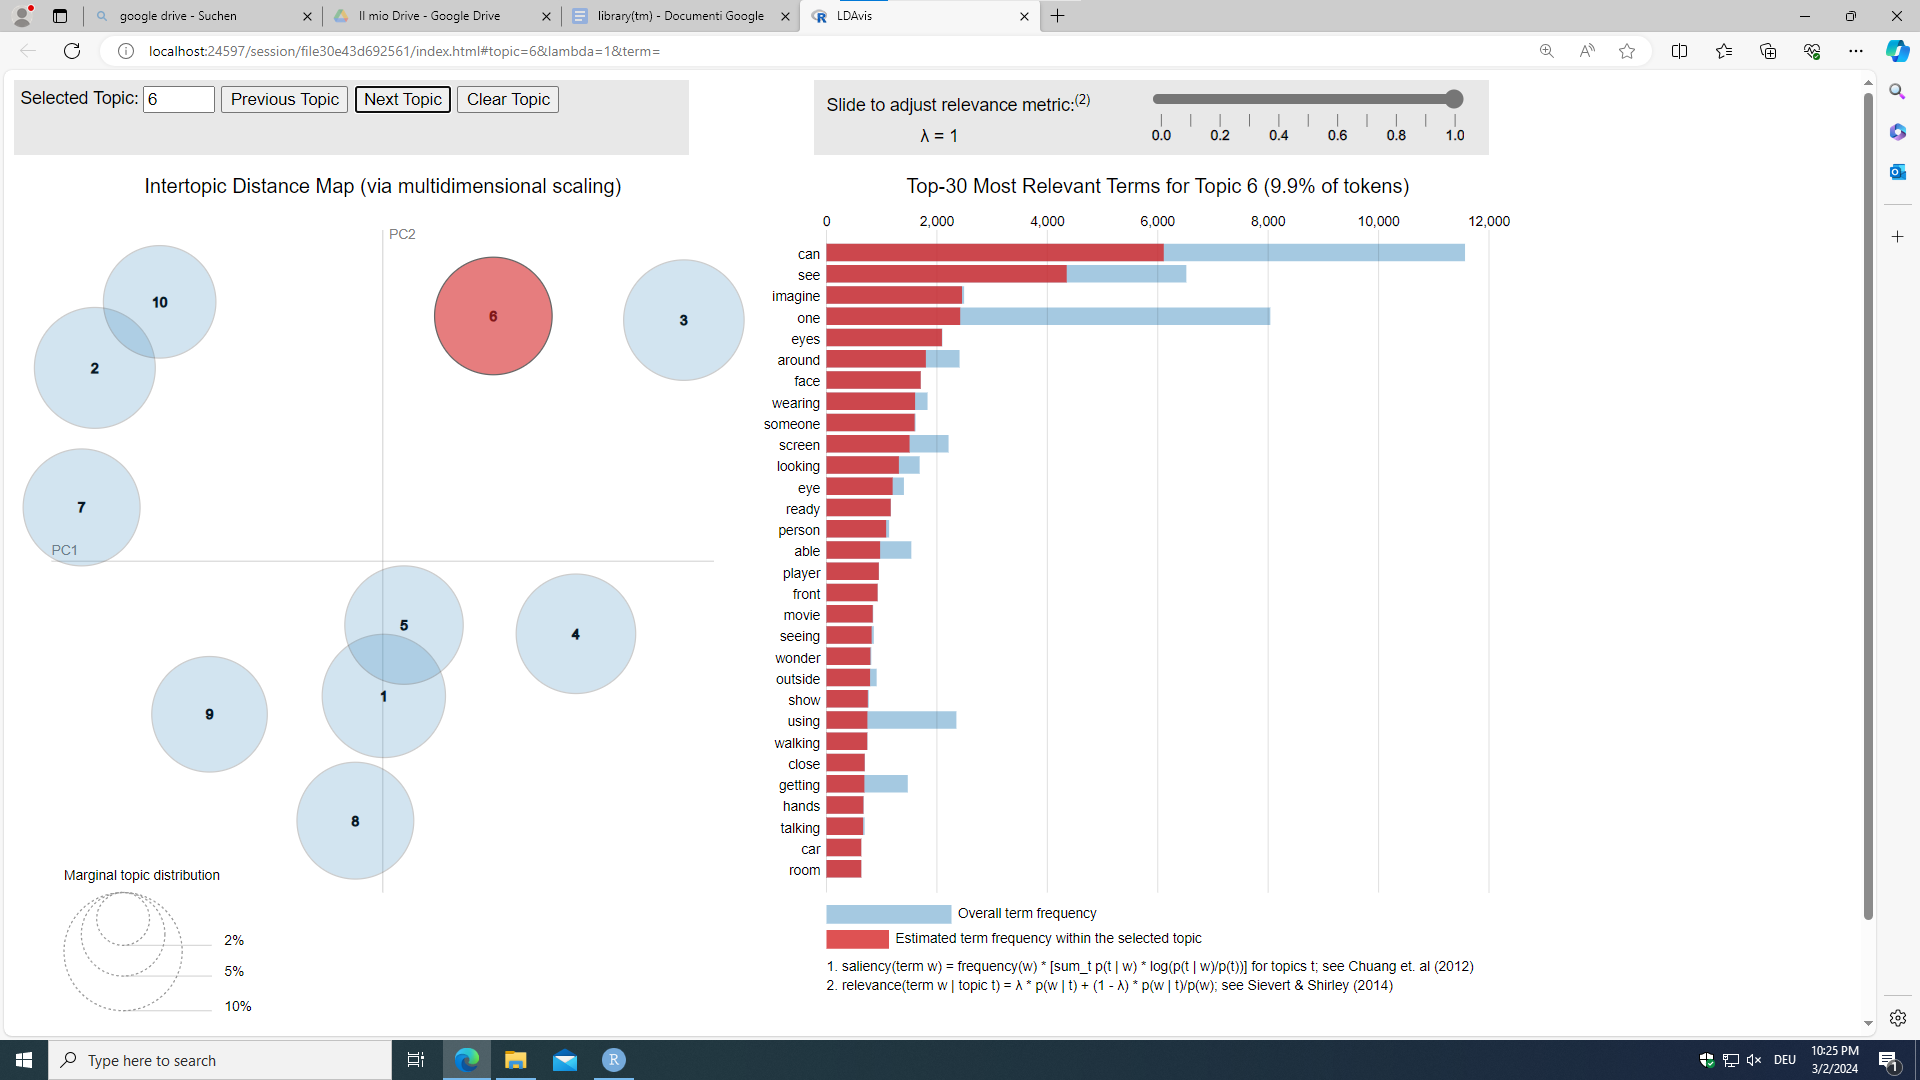 google drive - Suchen
Il mio Drive - Google Drive
library(tm) - Documenti Google
LDAvis
localhost:24597/session/file30e43d692561/index.html#topic=6&lambda=1&term=
Selected Topic: 6 Previous Topic Next Topic Clear Topic
Slide to adjust relevance metric:(2)
λ = 1
0.0 0.2 0.4 0.6 0.8 1.0
Intertopic Distance Map (via multidimensional scaling)
PC2
10
6
3
2
7
PC1
5
4
1
9
8
Marginal topic distribution
2%
5%
10%
Top-30 Most Relevant Terms for Topic 6 (9.9% of tokens)
0 2,000 4,000 6,000 8,000 10,000 12,000
can
see
imagine
one
eyes
around
face
wearing
someone
screen
looking
eye
ready
person
able
player
front
movie
seeing
wonder
outside
show
using
walking
close
getting
hands
talking
car
room
Overall term frequency
Estimated term frequency within the selected topic
1. saliency(term w) = frequency(w) * [sum_t p(t | w) * log(p(t | w)/p(t))] for topics t; see Chuang et. al (2012)
2. relevance(term w | topic t) = λ * p(w | t) + (1 - λ) * p(w | t)/p(w); see Sievert & Shirley (2014)
Type here to search
R
DEU
10:25 PM
3/2/2024
1